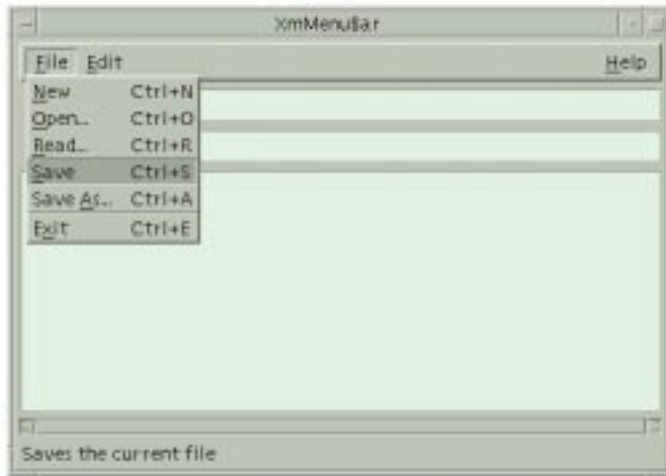 XmMenuBar
File Edit Help
New Ctrl+N
Open... Ctrl+O
Read... Ctrl+R
Save Ctrl+S
Save As... Ctrl+A
Exit Ctrl+E
Saves the current file